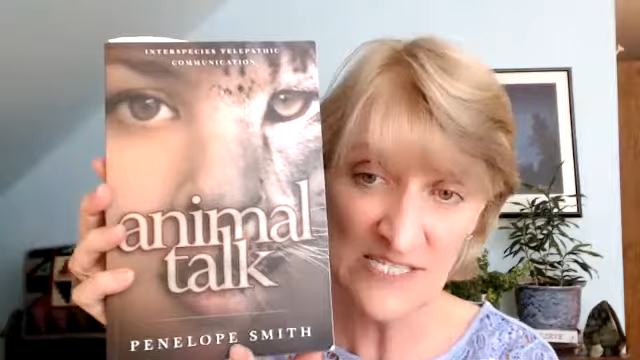 INTERSPECIES TELEPATHIC
COMMUNICATION
animal
talk
PENELOPE SMITH